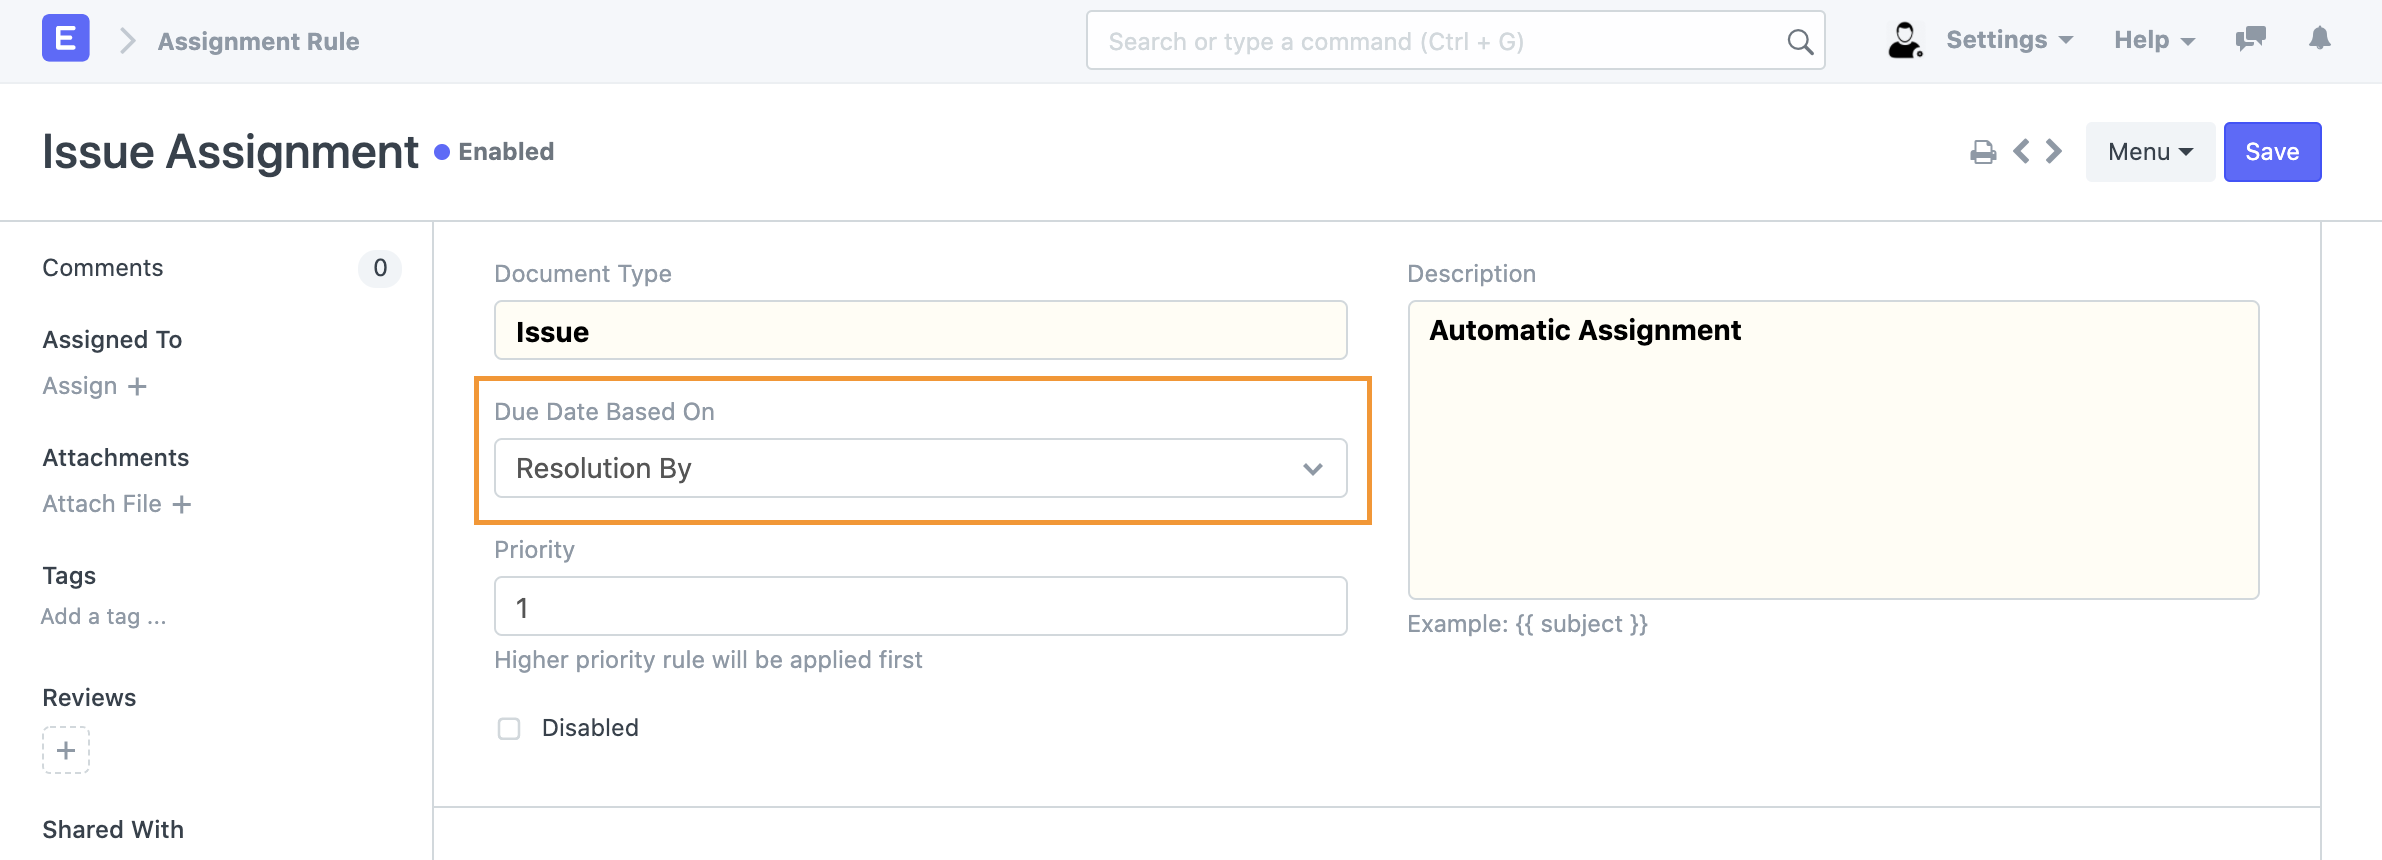 E
Assignment Rule
Search or type a command (Ctrl + G)
Settings
Help
Issue Assignment
Enabled
Menu
Save
Comments
0
Assigned To
Assign +
Attachments
Attach File +
Tags
Add a tag ...
Reviews
+
Shared With
Document Type
Issue
Due Date Based On
Resolution By
Priority
1
Higher priority rule will be applied first
Disabled
Description
Automatic Assignment
Example: {{ subject }}